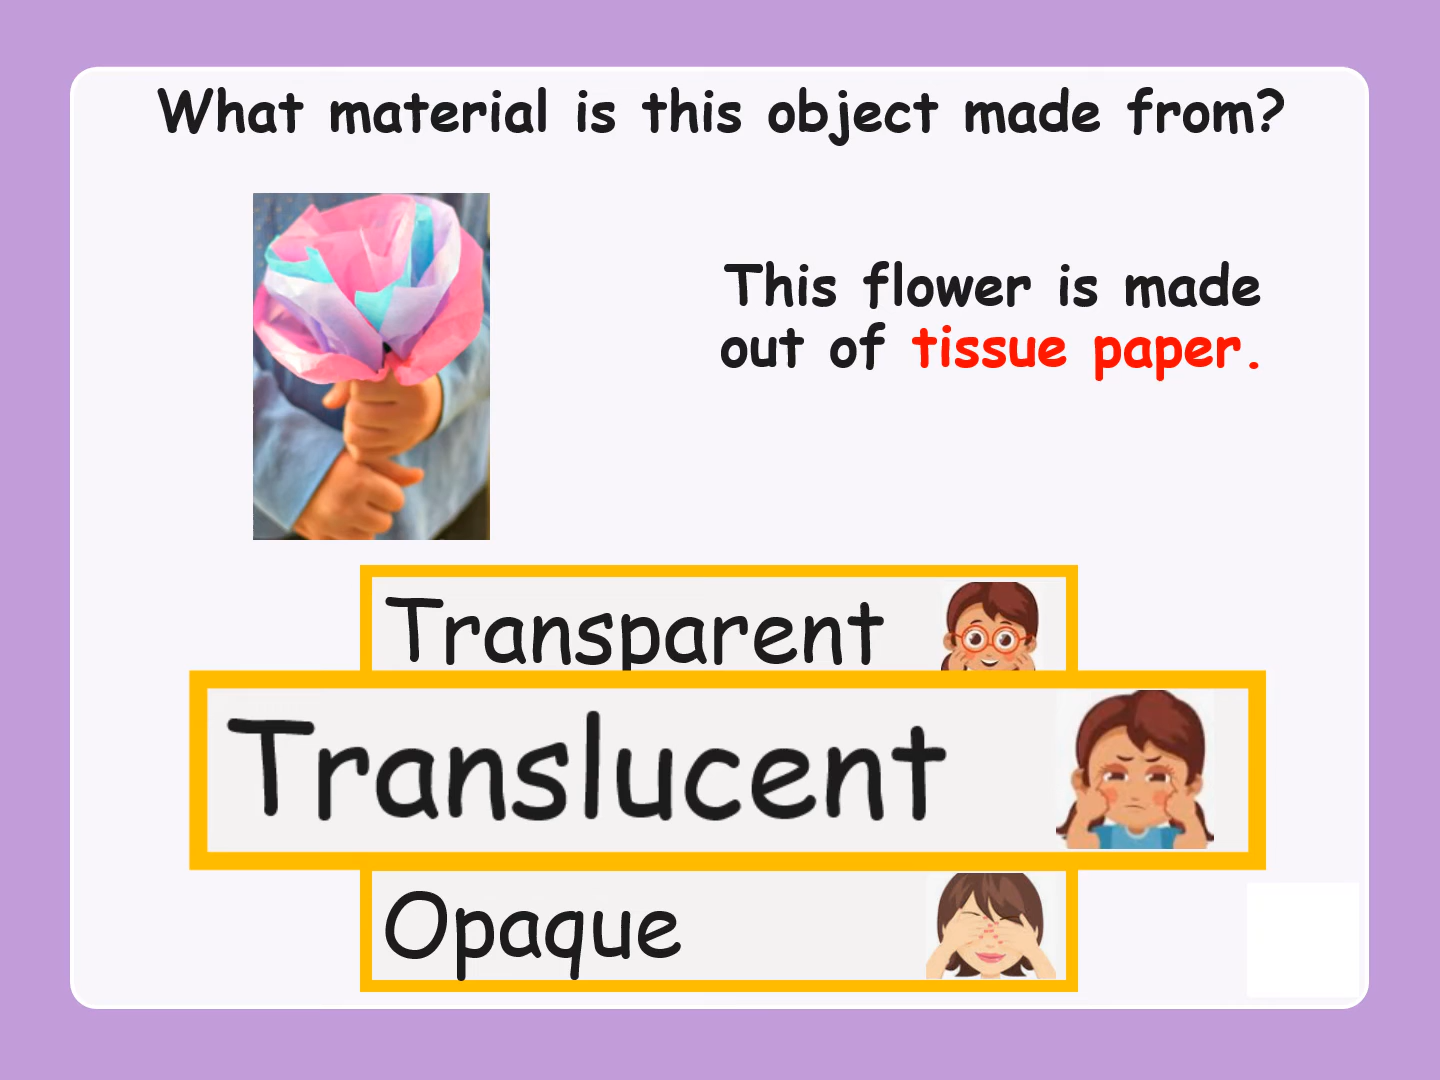 What material is this object made from?
This flower is made
out of tissue paper.
Transparent
Translucent
Opaque